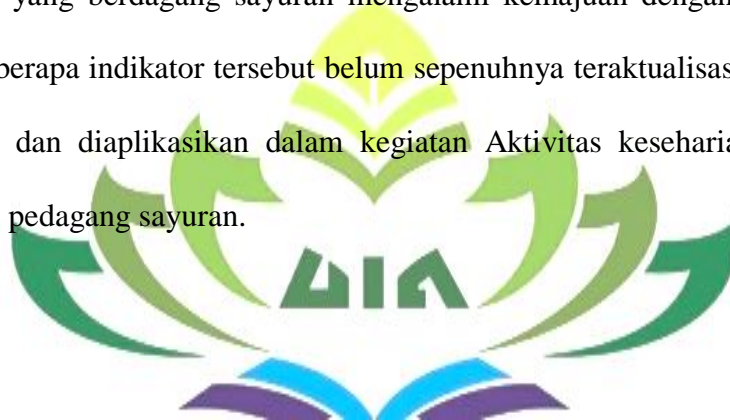 yang berdagang sayuran mengalami kemajuan dengan
berapa indikator tersebut belum sepenuhnya teraktualisas
dan diaplikasikan dalam kegiatan Aktivitas keseharia
pedagang sayuran.
UIN